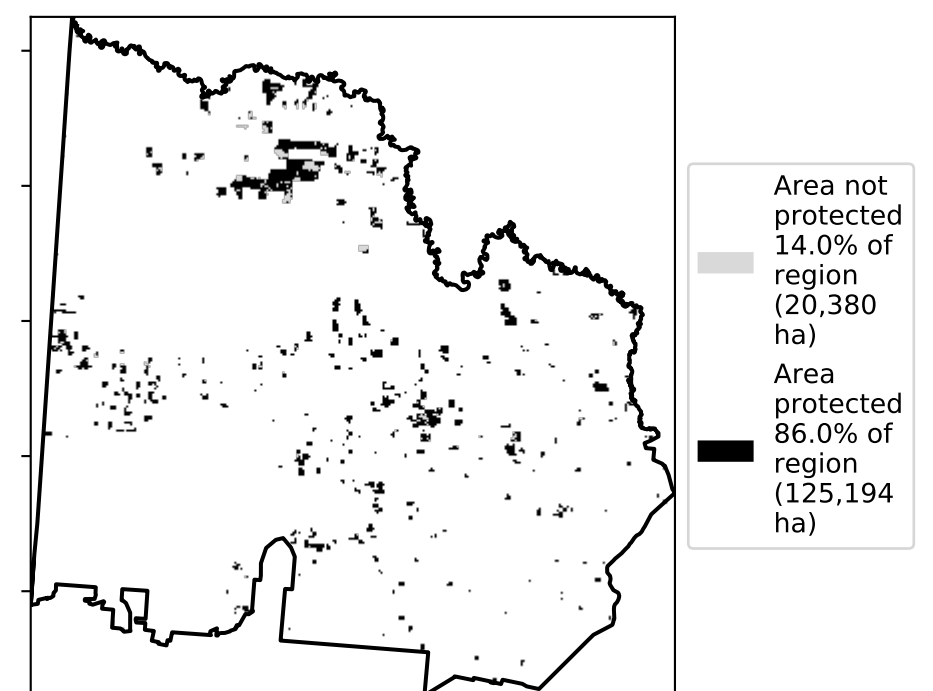 Area not
protected
14.0% of
region
(20,380
ha)
Area
protected
86.0% of
region
(125,194
ha)